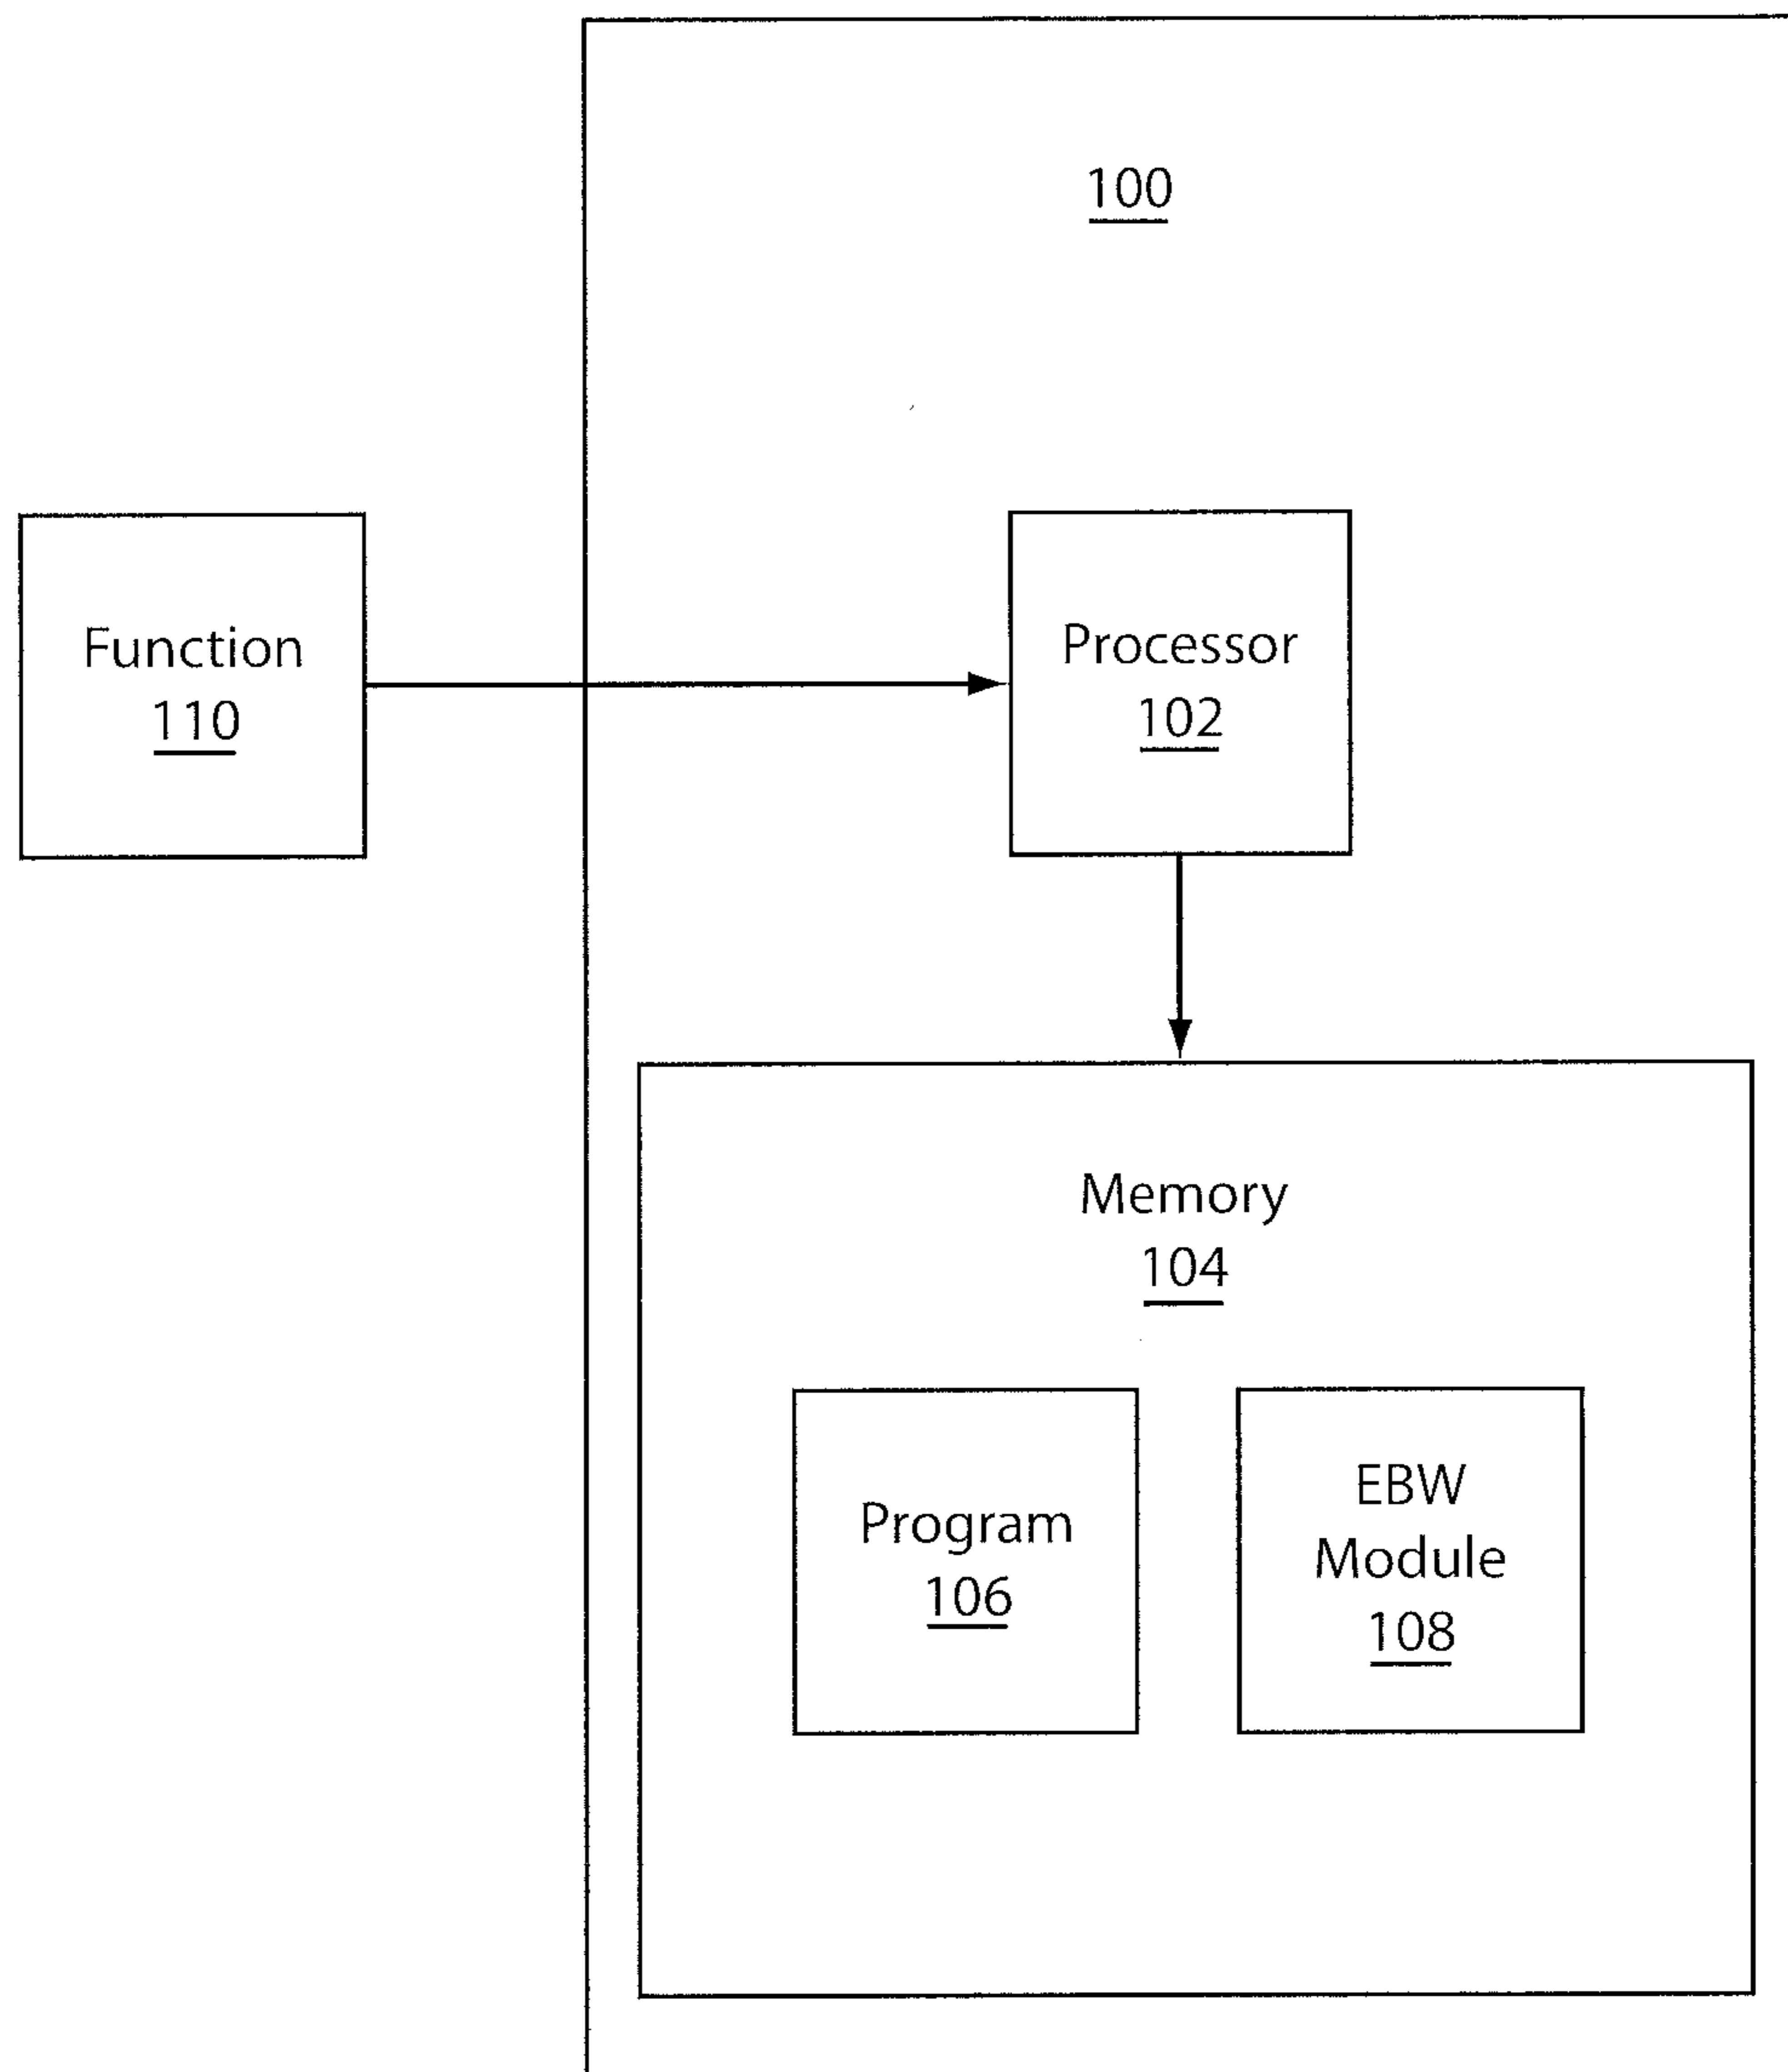 100
Function
110
Processor
102
Memory
104
Program
106
EBW
Module
108